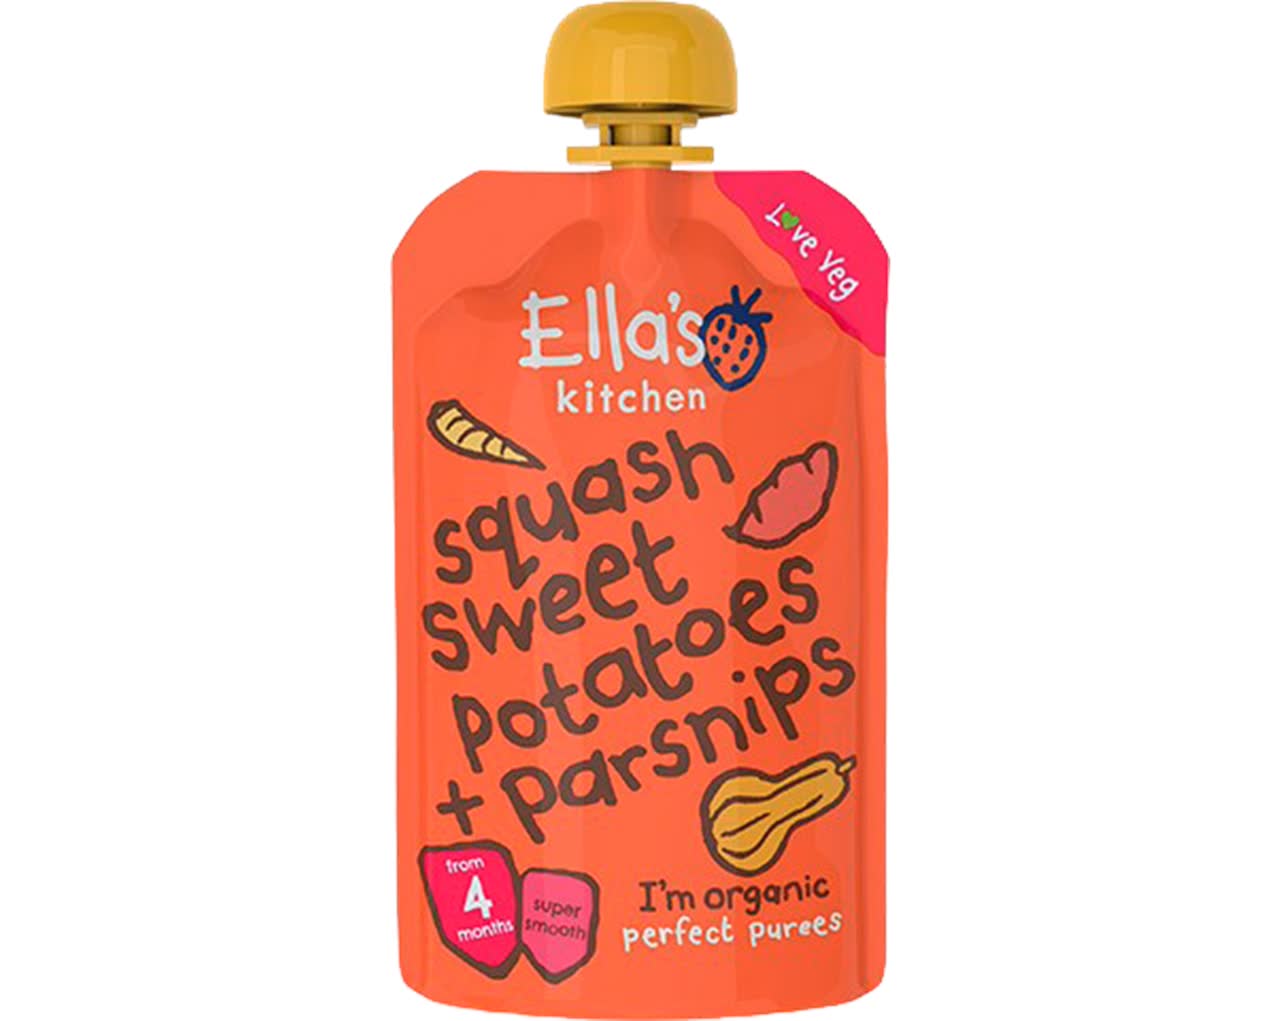 Love Veg
Ella's
kitchen
squash
sweet
potatoes
+ parsnips
from
4
months
super
smooth
I'm organic
perfect purees